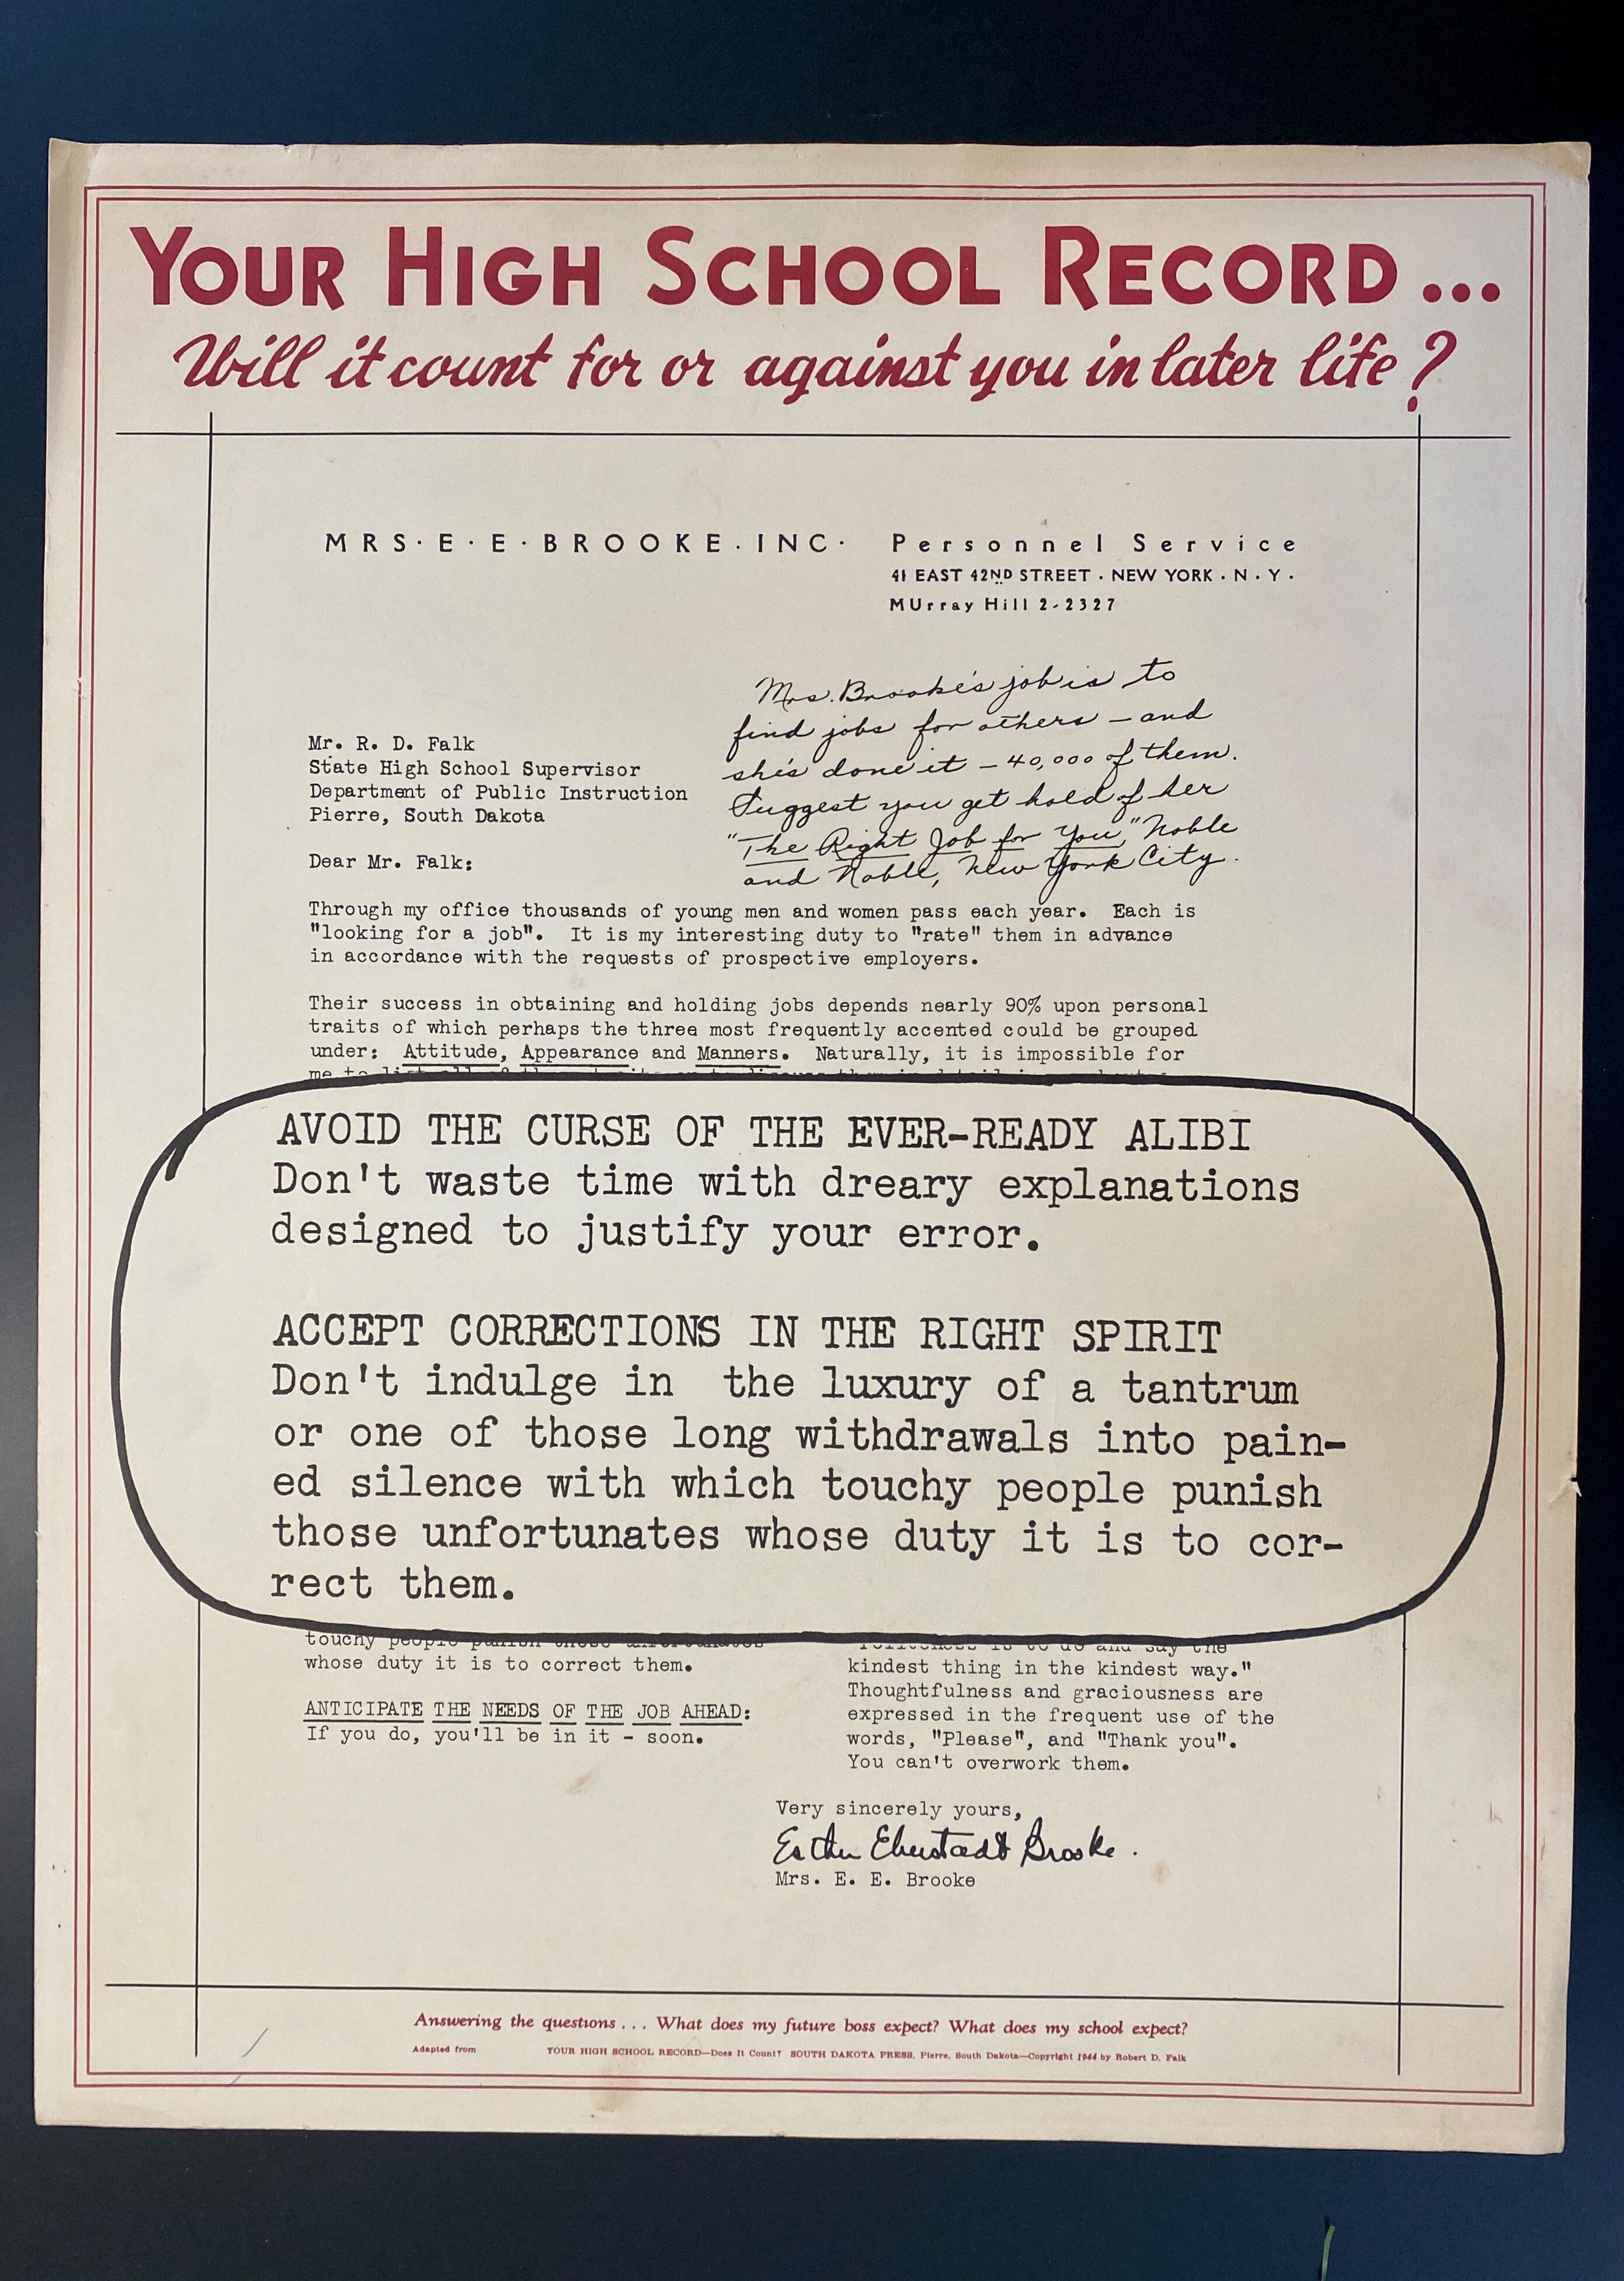 YOUR HIGH SCHOOL RECORD...
Will it count for or against you in later life?
MRS·E·E·BROOKE·INC· Personnel Service
41 EAST 42ND STREET · NEW YORK · N · Y ·
MUrray Hill 2-2327
Mrs. Brooke's job is to
find jobs for others – and
she's done it – 40,000 of them.
Suggest you get hold of her
"The Right Job for You," Noble
and Noble, New York City.
Mr. R. D. Falk
State High School Supervisor
Department of Public Instruction
Pierre, South Dakota
Dear Mr. Falk:
Through my office thousands of young men and women pass each year. Each is
"looking for a job". It is my interesting duty to "rate" them in advance
in accordance with the requests of prospective employers.
Their success in obtaining and holding jobs depends nearly 90% upon personal
traits of which perhaps the three most frequently accented could be grouped
under: Attitude, Appearance and Manners. Naturally, it is impossible for
me to
AVOID THE CURSE OF THE EVER-READY ALIBI
Don't waste time with dreary explanations
designed to justify your error.
ACCEPT CORRECTIONS IN THE RIGHT SPIRIT
Don't indulge in the luxury of a tantrum
or one of those long withdrawals into pain-
ed silence with which touchy people punish
those unfortunates whose duty it is to cor-
rect them.
touchy people punish those unfortunates
whose duty it is to correct them.
ANTICIPATE THE NEEDS OF THE JOB AHEAD:
If you do, you'll be in it - soon.
is to do and say the
kindest thing in the kindest way."
Thoughtfulness and graciousness are
expressed in the frequent use of the
words, "Please", and "Thank you".
You can't overwork them.
Very sincerely yours,
Esther Eberstadt Brooke.
Mrs. E. E. Brooke
Answering the questions . . . What does my future boss expect? What does my school expect?
Adapted from YOUR HIGH SCHOOL RECORD—Does It Count? SOUTH DAKOTA PRESS, Pierre, South Dakota—Copyright 1944 by Robert D. Falk